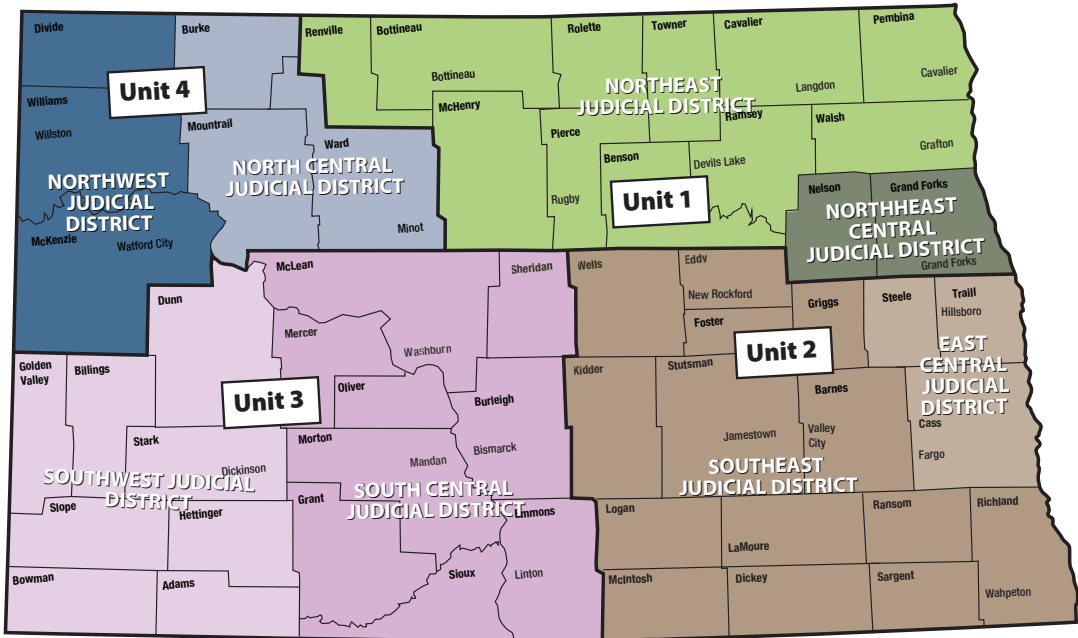 Divide
Burke
Renville
Bottineau
Rolette
Towner
Cavalier
Pembina
Unit 4
Bottineau
NORTHEAST
JUDICIAL DISTRICT
Langdon
Cavalier
Williams
Williston
Mountrail
Ward
McHenry
Pierce
Ramsey
Walsh
Grafton
NORTH CENTRAL
JUDICIAL DISTRICT
Benson
Devils Lake
NORTHWEST
JUDICIAL
DISTRICT
Rugby
Unit 1
Nelson
Grand Forks
NORTHHEAST
CENTRAL
JUDICIAL DISTRICT
Grand Forks
McKenzie
Watford City
Minot
McLean
Sheridan
Wells
Eddy
New Rockford
Dunn
Griggs
Steele
Traill
Hillsboro
Mercer
Washburn
Foster
Unit 2
EAST
CENTRAL
JUDICIAL
DISTRICT
Golden
Valley
Billings
Unit 3
Oliver
Burleigh
Kidder
Stutsman
Barnes
Cass
Stark
Dickinson
Morton
Mandan
Bismarck
Jamestown
Valley
City
Fargo
SOUTHWEST JUDICIAL
DISTRICT
SOUTH CENTRAL
JUDICIAL DISTRICT
SOUTHEAST
JUDICIAL DISTRICT
Slope
Hettinger
Grant
Emmons
Logan
LaMoure
Ransom
Richland
Bowman
Adams
Sioux
Linton
McIntosh
Dickey
Sargent
Wahpeton